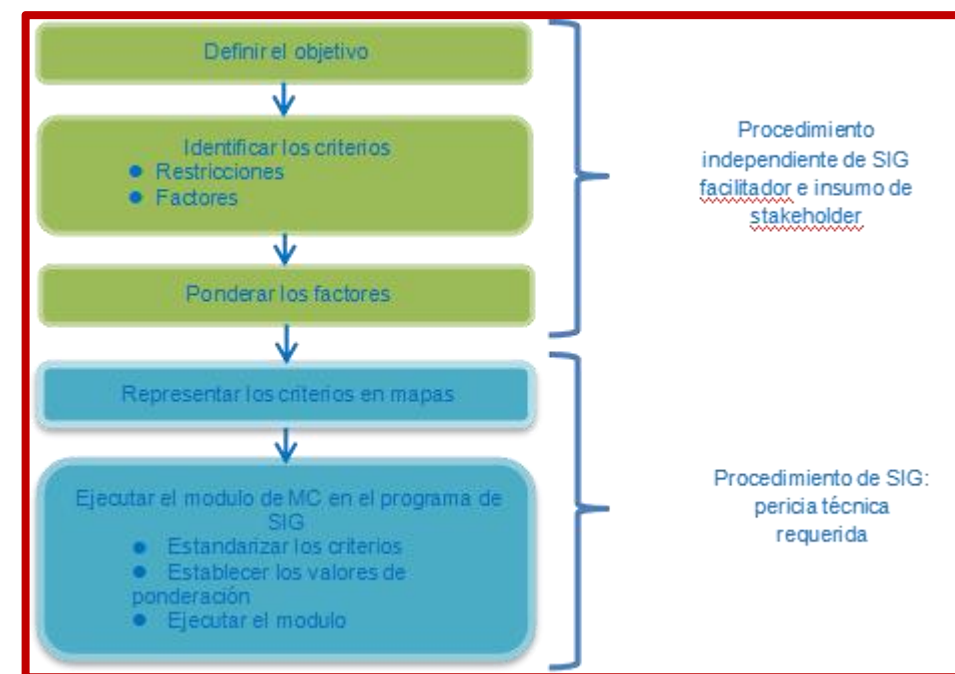 Definir el objetivo
Identificar los criterios
● Restricciones
● Factores
Ponderar los factores
Representar los criterios en mapas
Ejecutar el modulo de MC en el programa de
SIG
● Estandarizar los criterios
● Establecer los valores de
ponderación
● Ejecutar el modulo
Procedimiento
independiente de SIG
facilitador e insumo de
stakeholder
Procedimiento de SIG:
pericia técnica
requerida